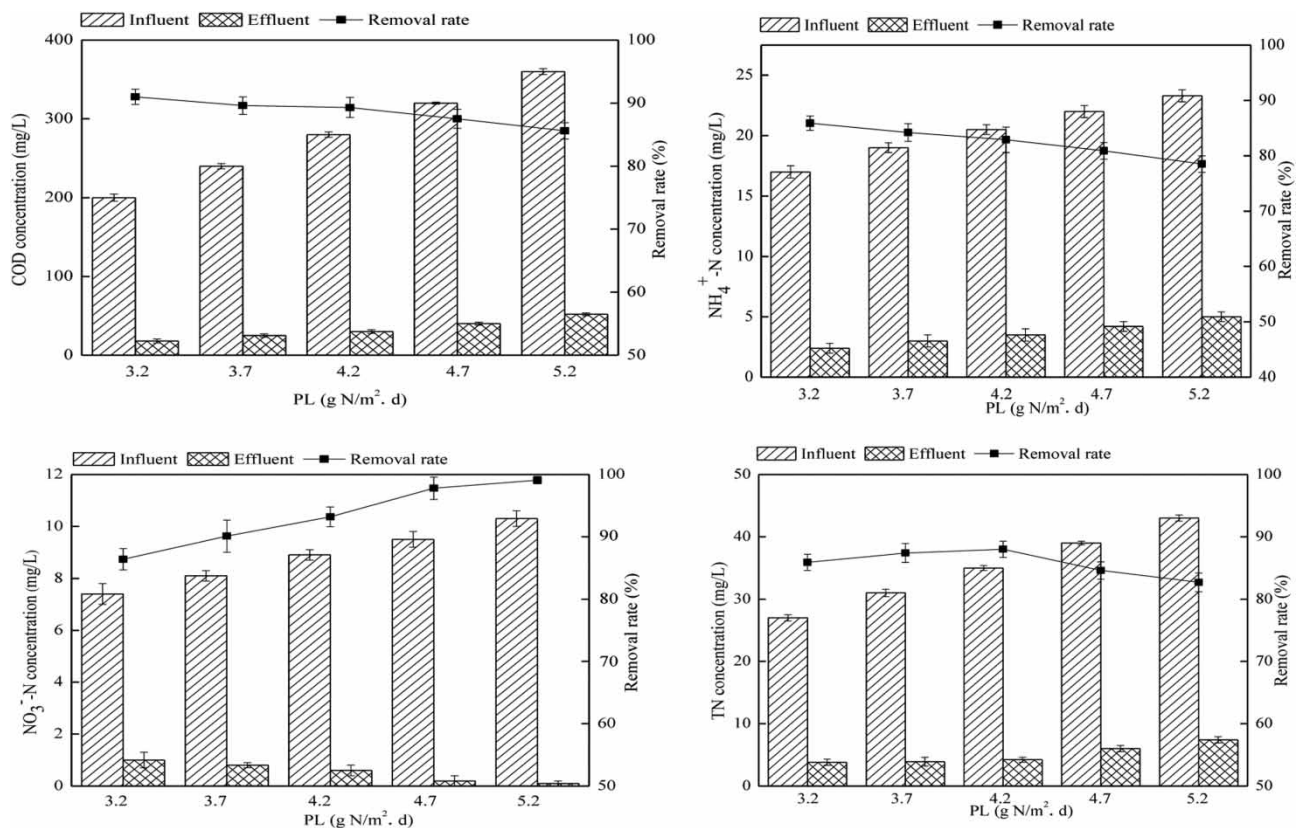 Influent Effluent Removal rate
400 100
300 90
200 80
100 70
0 60
50
COD concentration (mg/L)
Removal rate (%)
3.2 3.7 4.2 4.7 5.2
PL (g N/m². d)
Influent Effluent Removal rate
25 100
20 90
15 80
10 70
5 60
0 50
40
NH₄⁺-N concentration (mg/L)
Removal rate (%)
3.2 3.7 4.2 4.7 5.2
PL (g N/m². d)
Influent Effluent Removal rate
12 100
10 90
8 80
6 70
4 60
2 50
0
NO₃⁻-N concentration (mg/L)
Removal rate (%)
3.2 3.7 4.2 4.7 5.2
PL (g N/m². d)
Influent Effluent Removal rate
50 100
40 90
30 80
20 70
10 60
0 50
TN concentration (mg/L)
Removal rate (%)
3.2 3.7 4.2 4.7 5.2
PL (g N/m². d)